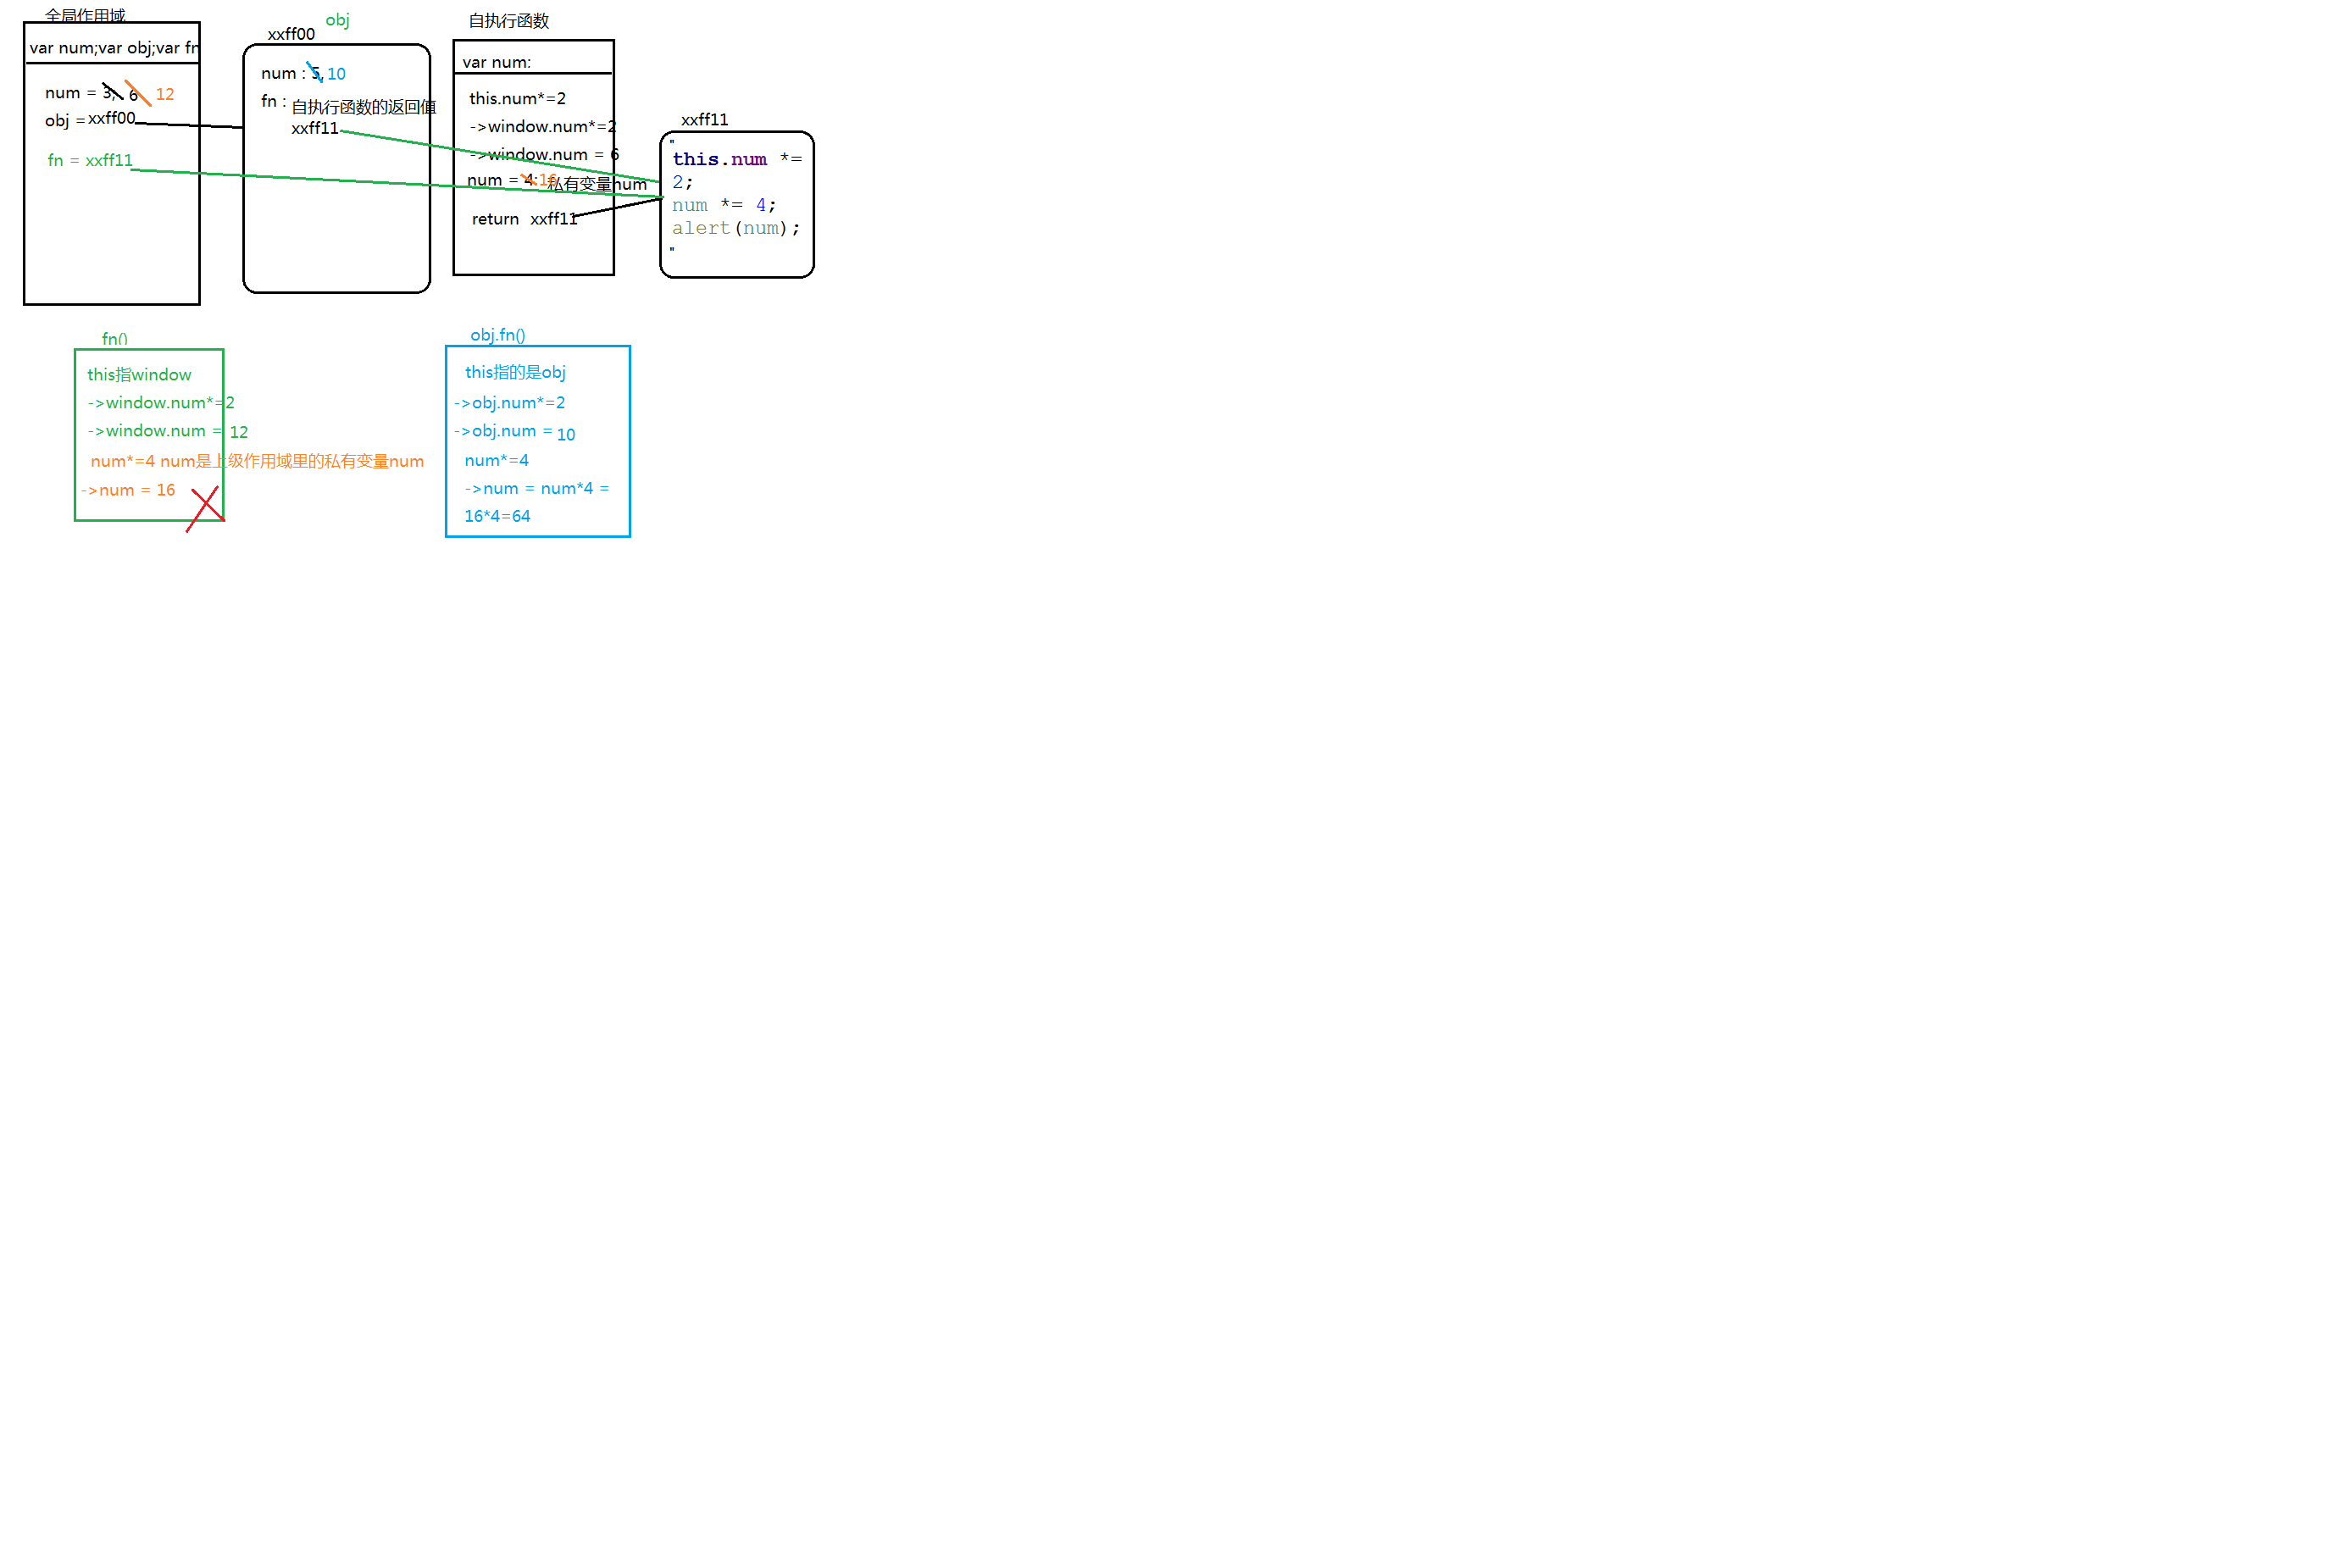 全局作用域
var num;var obj;var fn
num = 3, 6 12
obj = xxff00
fn = xxff11
obj
xxff00
num : 5, 10
fn : 自执行函数的返回值
xxff11
自执行函数
var num:
this.num*=2
->window.num*=2
->window.num = 6
num = 4: 16 私有变量num
return xxff11
xxff11
"
this.num *=
2;
num *= 4;
alert(num);
"
fn()
this指window
->window.num*=2
->window.num = 12
num*=4 num是上级作用域里的私有变量num
->num = 16
obj.fn()
this指的是obj
->obj.num*=2
->obj.num = 10
num*=4
->num = num*4 =
16*4=64